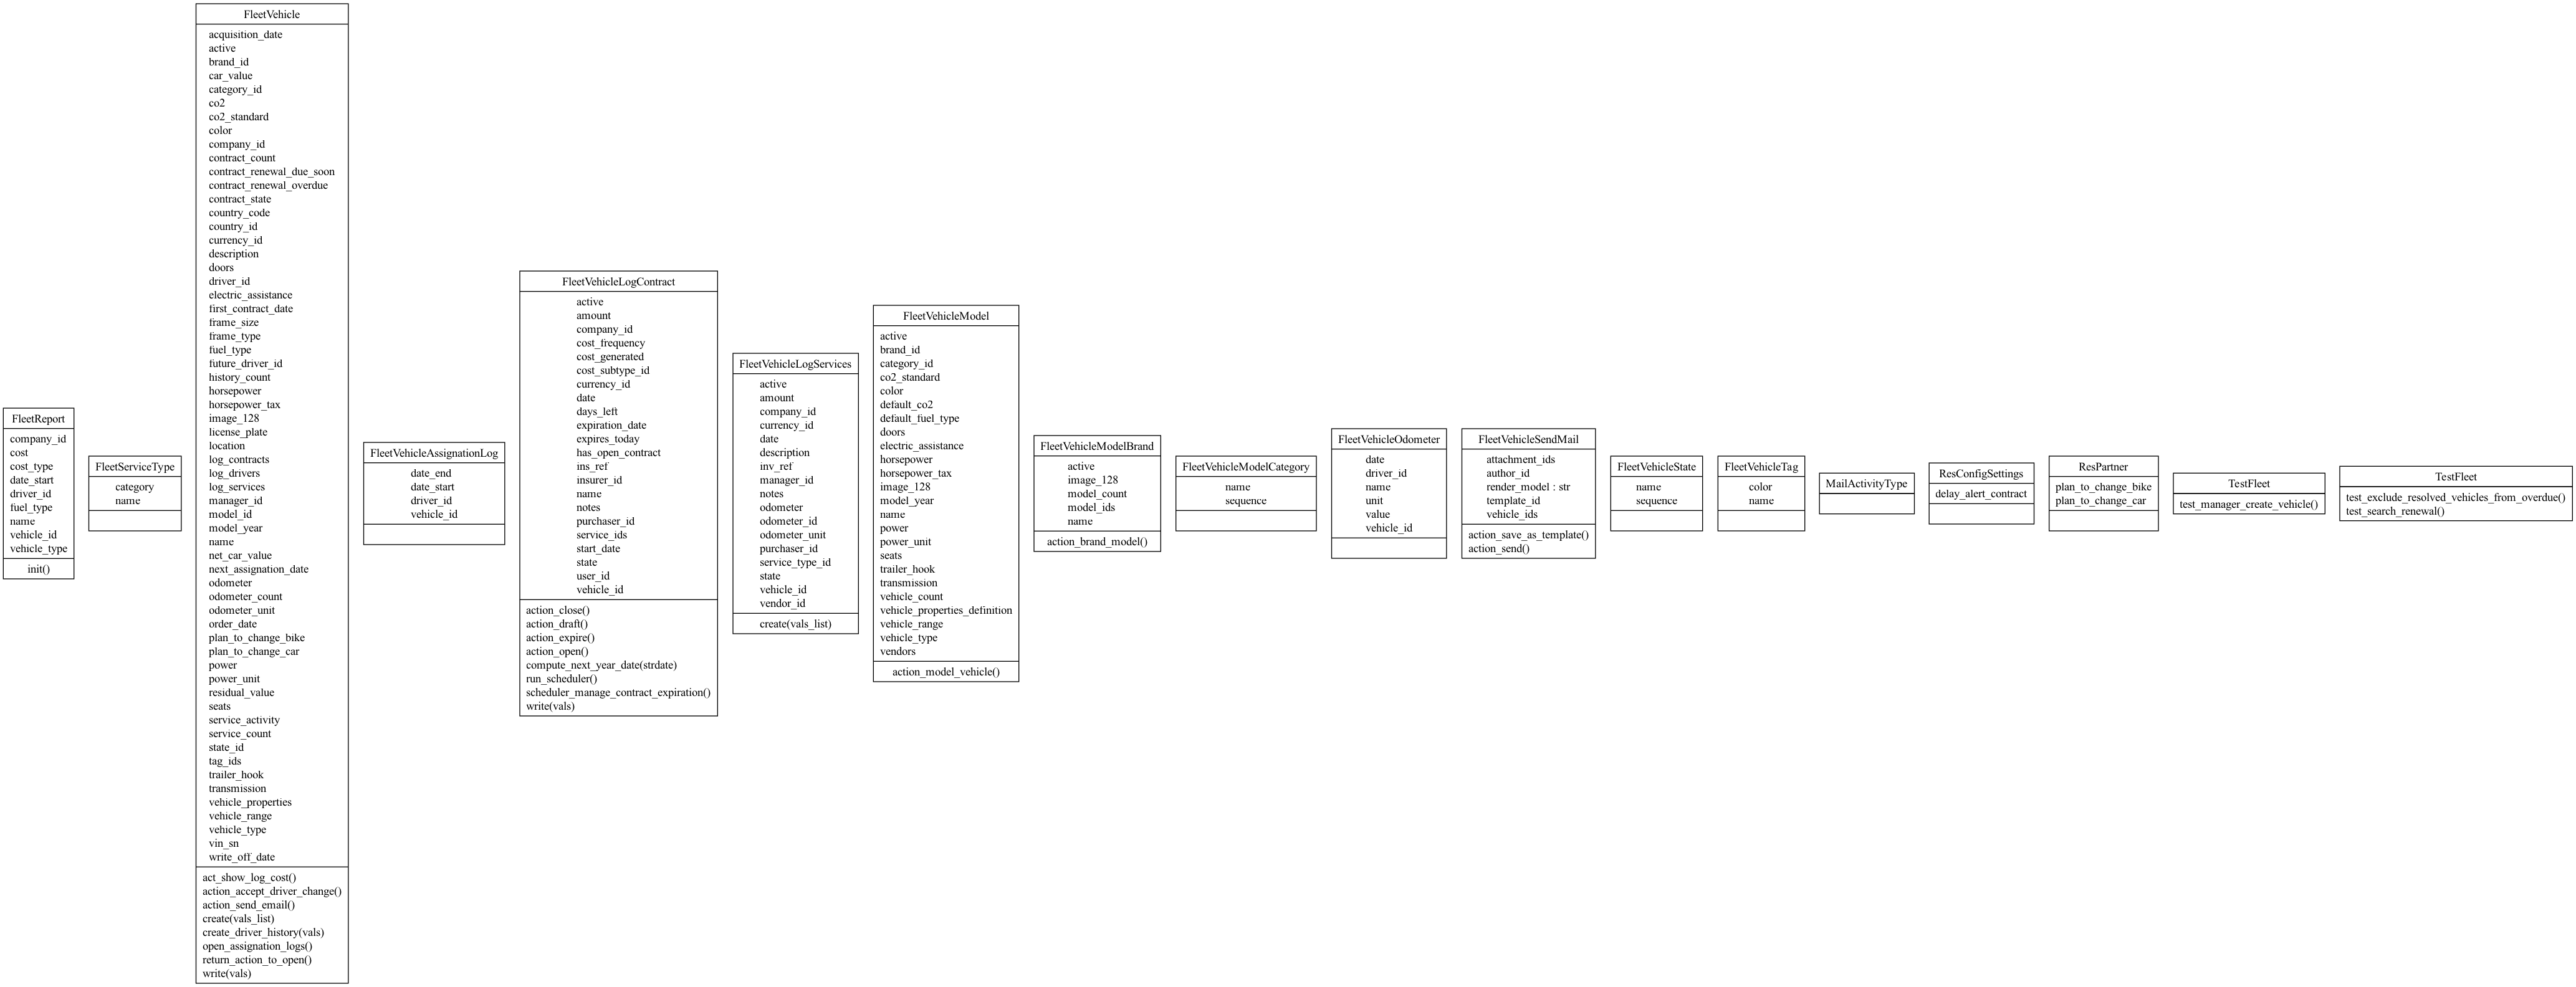 FleetReport
company_id
cost
cost_type
date_start
driver_id
fuel_type
name
vehicle_id
vehicle_type
init()
FleetServiceType
category
name
FleetVehicle
acquisition_date
active
brand_id
car_value
category_id
co2
co2_standard
color
company_id
contract_count
contract_renewal_due_soon
contract_renewal_overdue
contract_state
country_code
country_id
currency_id
description
doors
driver_id
electric_assistance
first_contract_date
frame_size
frame_type
fuel_type
future_driver_id
history_count
horsepower
horsepower_tax
image_128
license_plate
location
log_contracts
log_drivers
log_services
manager_id
model_id
model_year
name
net_car_value
next_assignation_date
odometer
odometer_count
odometer_unit
order_date
plan_to_change_bike
plan_to_change_car
power
power_unit
residual_value
seats
service_activity
service_count
state_id
tag_ids
trailer_hook
transmission
vehicle_properties
vehicle_range
vehicle_type
vin_sn
write_off_date
act_show_log_cost()
action_accept_driver_change()
action_send_email()
create(vals_list)
create_driver_history(vals)
open_assignation_logs()
return_action_to_open()
write(vals)
FleetVehicleAssignationLog
date_end
date_start
driver_id
vehicle_id
FleetVehicleLogContract
active
amount
company_id
cost_frequency
cost_generated
cost_subtype_id
currency_id
date
days_left
expiration_date
expires_today
has_open_contract
ins_ref
insurer_id
name
notes
purchaser_id
service_ids
start_date
state
user_id
vehicle_id
action_close()
action_draft()
action_expire()
action_open()
compute_next_year_date(strdate)
run_scheduler()
scheduler_manage_contract_expiration()
write(vals)
FleetVehicleLogServices
active
amount
company_id
currency_id
date
description
inv_ref
manager_id
notes
odometer
odometer_id
odometer_unit
purchaser_id
service_type_id
state
vehicle_id
vendor_id
create(vals_list)
FleetVehicleModel
active
brand_id
category_id
co2_standard
color
default_co2
default_fuel_type
doors
electric_assistance
horsepower
horsepower_tax
image_128
model_year
name
power
power_unit
seats
trailer_hook
transmission
vehicle_count
vehicle_properties_definition
vehicle_range
vehicle_type
vendors
action_model_vehicle()
FleetVehicleModelBrand
active
image_128
model_count
model_ids
name
action_brand_model()
FleetVehicleModelCategory
name
sequence
FleetVehicleOdometer
date
driver_id
name
unit
value
vehicle_id
FleetVehicleSendMail
attachment_ids
author_id
render_model : str
template_id
vehicle_ids
action_save_as_template()
action_send()
FleetVehicleState
name
sequence
FleetVehicleTag
color
name
MailActivityType
ResConfigSettings
delay_alert_contract
ResPartner
plan_to_change_bike
plan_to_change_car
TestFleet
test_manager_create_vehicle()
TestFleet
test_exclude_resolved_vehicles_from_overdue()
test_search_renewal()